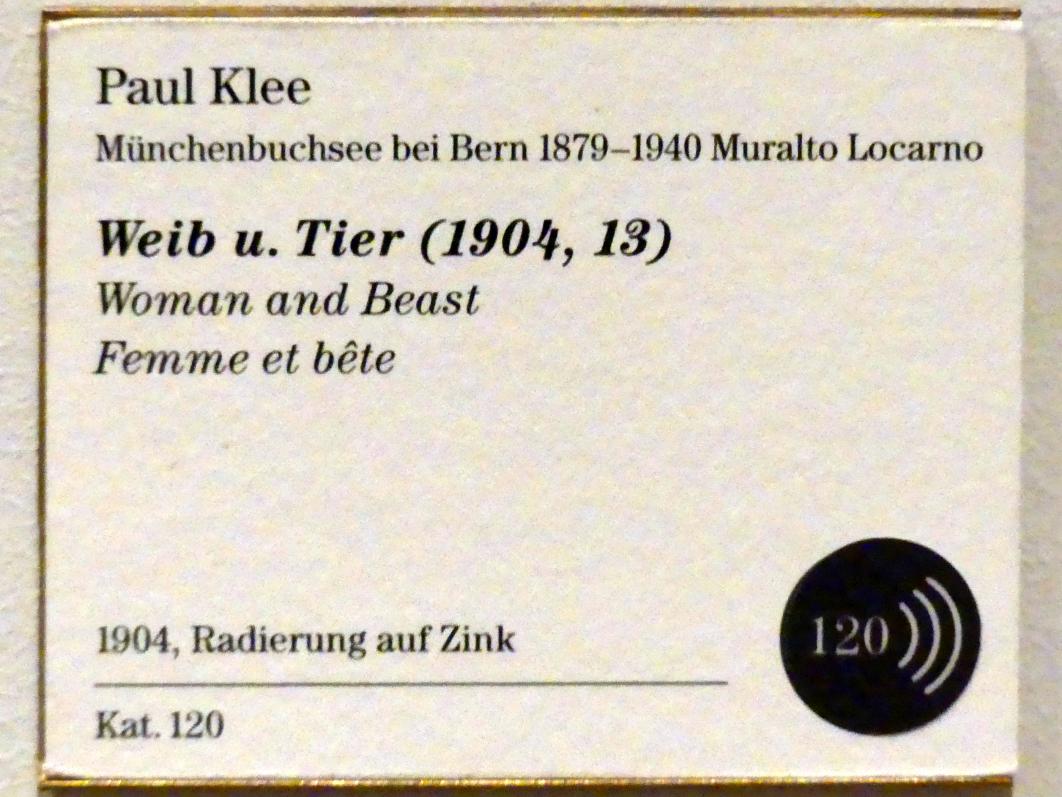 Paul Klee
Münchenbuchsee bei Bern 1879–1940 Muralto Locarno
Weib u. Tier (1904, 13)
Woman and Beast
Femme et bête
1904, Radierung auf Zink
120
Kat. 120